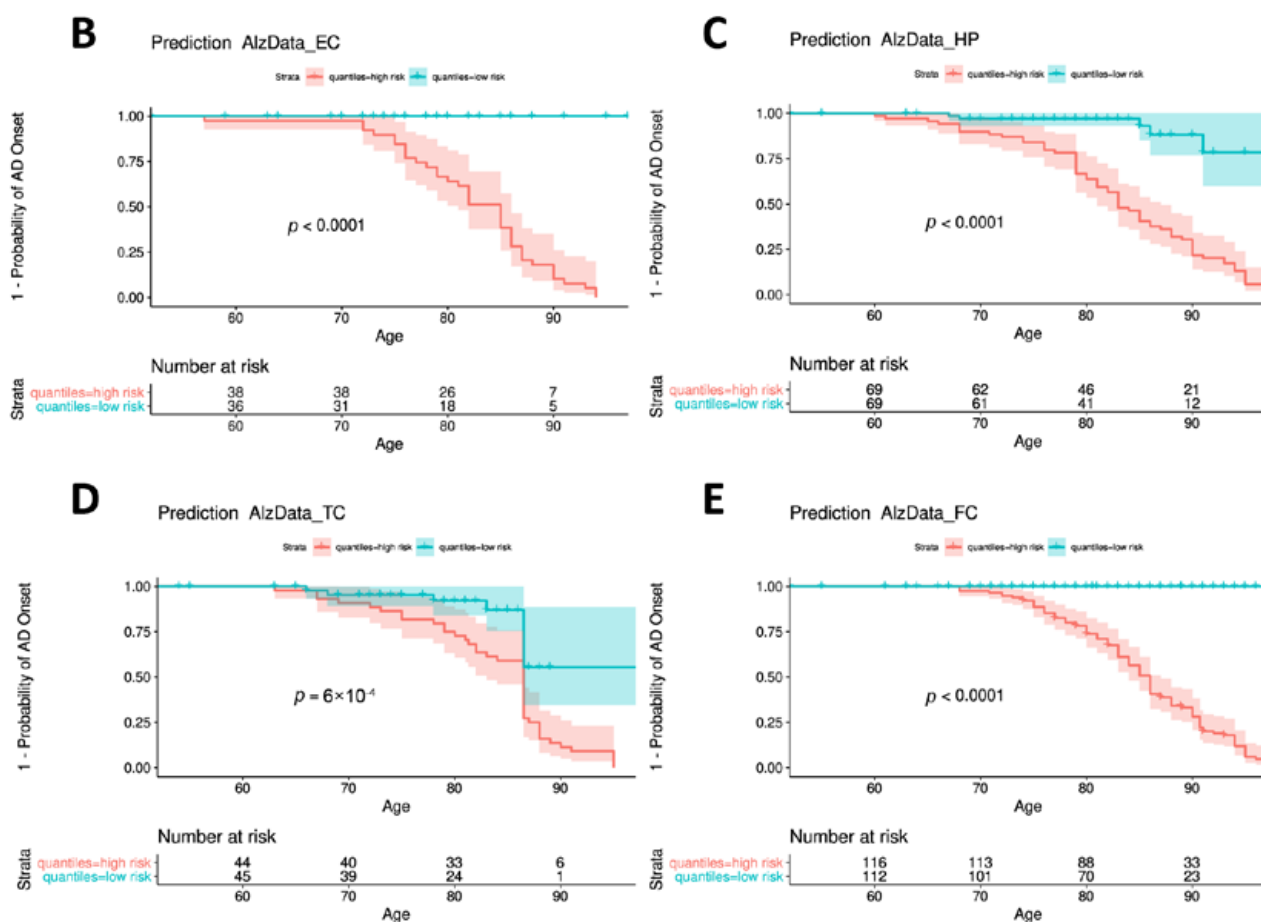 B
Prediction AlzData_EC
Strata quantiles=high risk quantiles=low risk
1 - Probability of AD Onset
1.00
0.75
0.50
0.25
0.00
p < 0.0001
60 70 80 90
Age
Number at risk
Strata
quantiles=high risk 38 38 26 7
quantiles=low risk 36 31 18 5
60 70 80 90
Age
C
Prediction AlzData_HP
Strata quantiles=high risk quantiles=low risk
1 - Probability of AD Onset
1.00
0.75
0.50
0.25
0.00
p < 0.0001
60 70 80 90
Age
Number at risk
Strata
quantiles=high risk 69 62 46 21
quantiles=low risk 69 61 41 12
60 70 80 90
Age
D
Prediction AlzData_TC
Strata quantiles=high risk quantiles=low risk
1 - Probability of AD Onset
1.00
0.75
0.50
0.25
0.00
p = 6×10⁻⁴
60 70 80 90
Age
Number at risk
Strata
quantiles=high risk 44 40 33 6
quantiles=low risk 45 39 24 1
60 70 80 90
Age
E
Prediction AlzData_FC
Strata quantiles=high risk quantiles=low risk
1 - Probability of AD Onset
1.00
0.75
0.50
0.25
0.00
p < 0.0001
60 70 80 90
Age
Number at risk
Strata
quantiles=high risk 116 113 88 33
quantiles=low risk 112 101 70 23
60 70 80 90
Age